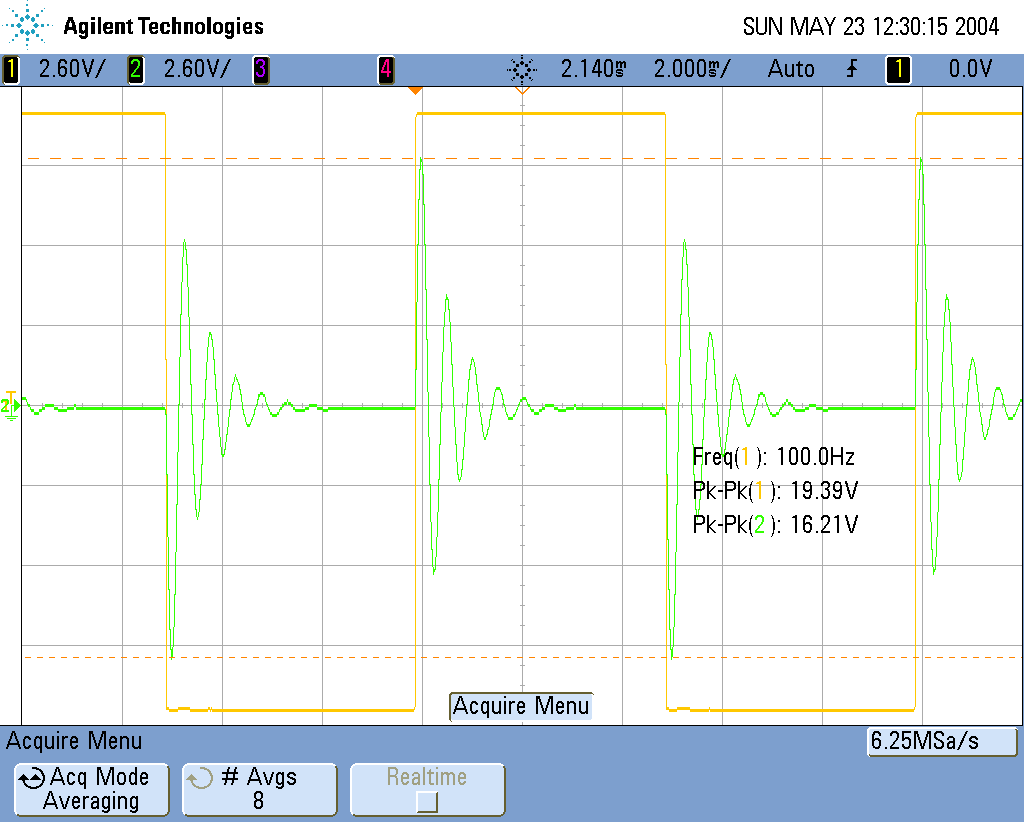 Agilent Technologies SUN MAY 23 12:30:15 2004
1 2.60V/ 2 2.60V/ 3 4 2.140ms 2.000ms/ Auto 1 0.0V
2
Freq(1): 100.0Hz
Pk-Pk(1): 19.39V
Pk-Pk(2): 16.21V
Acquire Menu
Acquire Menu 6.25MSa/s
Acq Mode # Avgs Realtime
Averaging 8